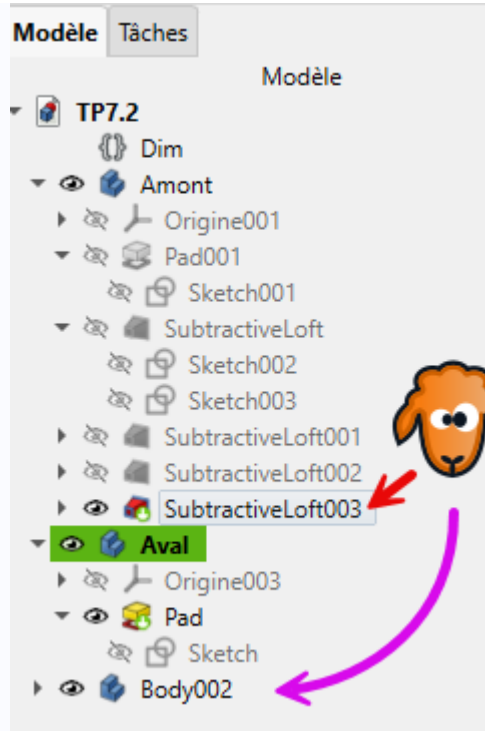 Modèle Tâches
Modèle
TP7.2
Dim
Amont
Origine001
Pad001
Sketch001
SubtractiveLoft
Sketch002
Sketch003
SubtractiveLoft001
SubtractiveLoft002
SubtractiveLoft003
Aval
Origine003
Pad
Sketch
Body002